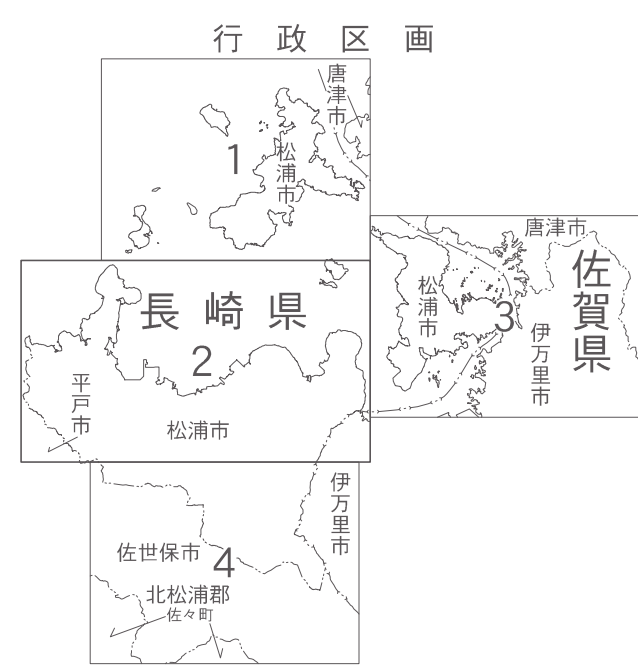 行政区画
唐津市
1
松浦市
唐津市
佐賀県
松浦市
3
伊万里市
長崎県
2
平戸市
松浦市
伊万里市
佐世保市
4
北松浦郡
佐々町